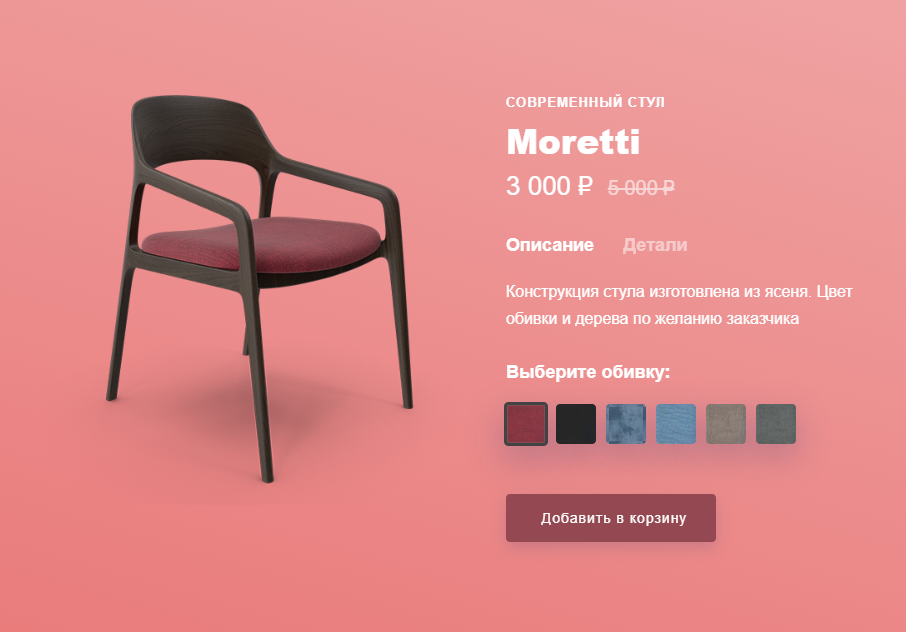 СОВРЕМЕННЫЙ СТУЛ
Moretti
3 000 ₽ 5 000 ₽
Описание Детали
Конструкция стула изготовлена из ясеня. Цвет
обивки и дерева по желанию заказчика
Выберите обивку:
Добавить в корзину